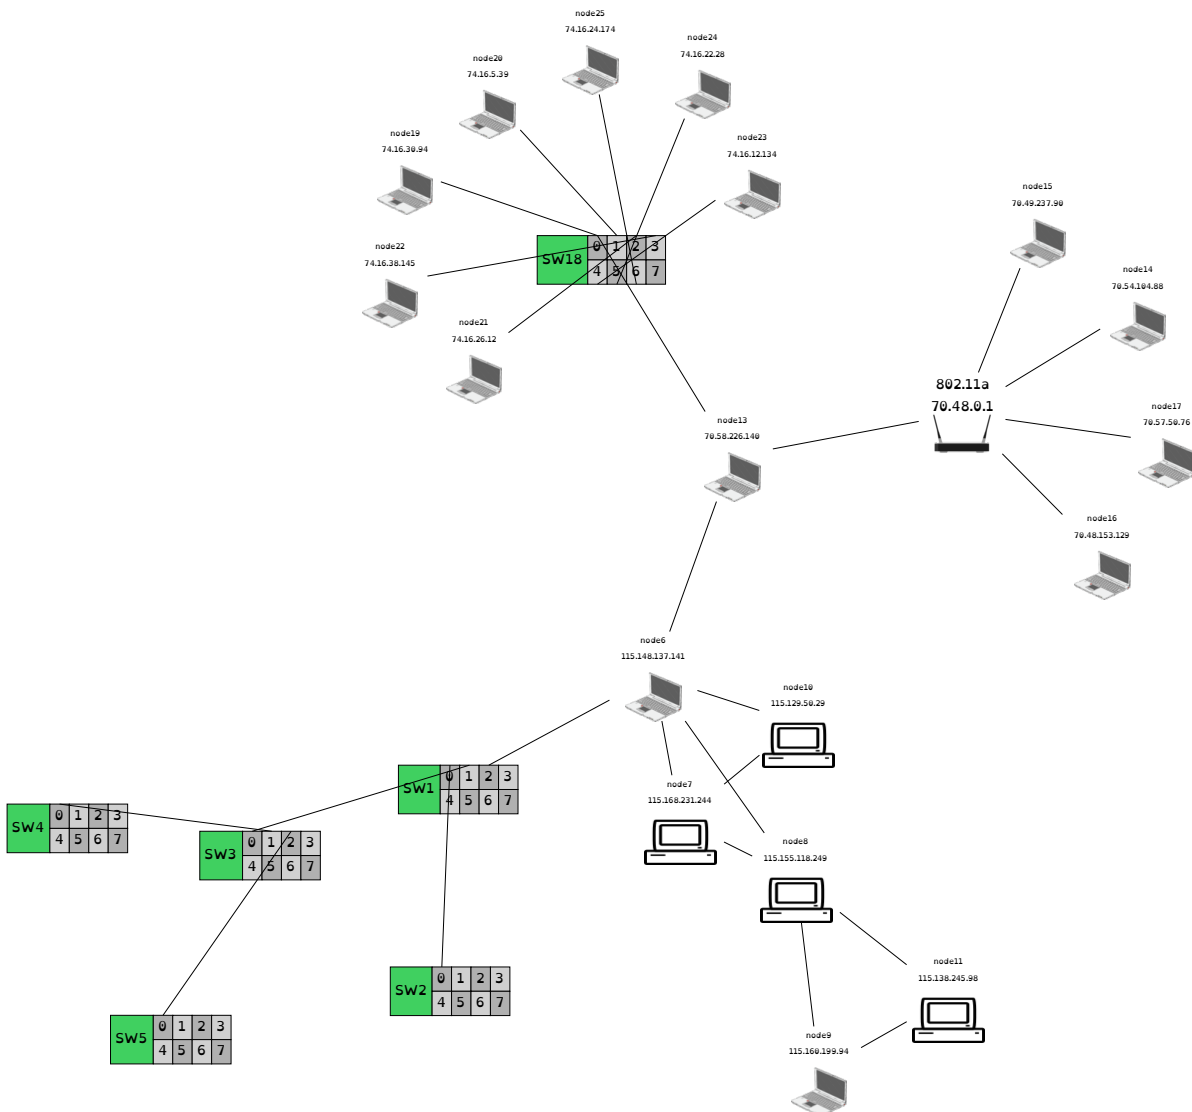 node25
74.16.24.174
node24
74.16.22.28
node20
74.16.5.39
node23
74.16.12.134
node19
74.16.30.94
node15
70.49.237.90
node22
74.16.38.145
SW18 0 1 2 3
4 5 6 7
node14
70.54.104.88
node21
74.16.26.12
802.11a
70.48.0.1
node17
70.57.50.76
node13
70.58.226.140
node16
70.48.153.129
node6
115.148.137.141
node10
115.129.50.29
SW1 0 1 2 3
4 5 6 7
node7
115.168.231.244
SW4 0 1 2 3
4 5 6 7
SW3 0 1 2 3
4 5 6 7
node8
115.155.118.249
node11
115.138.245.98
SW2 0 1 2 3
4 5 6 7
SW5 0 1 2 3
4 5 6 7
node9
115.160.199.94